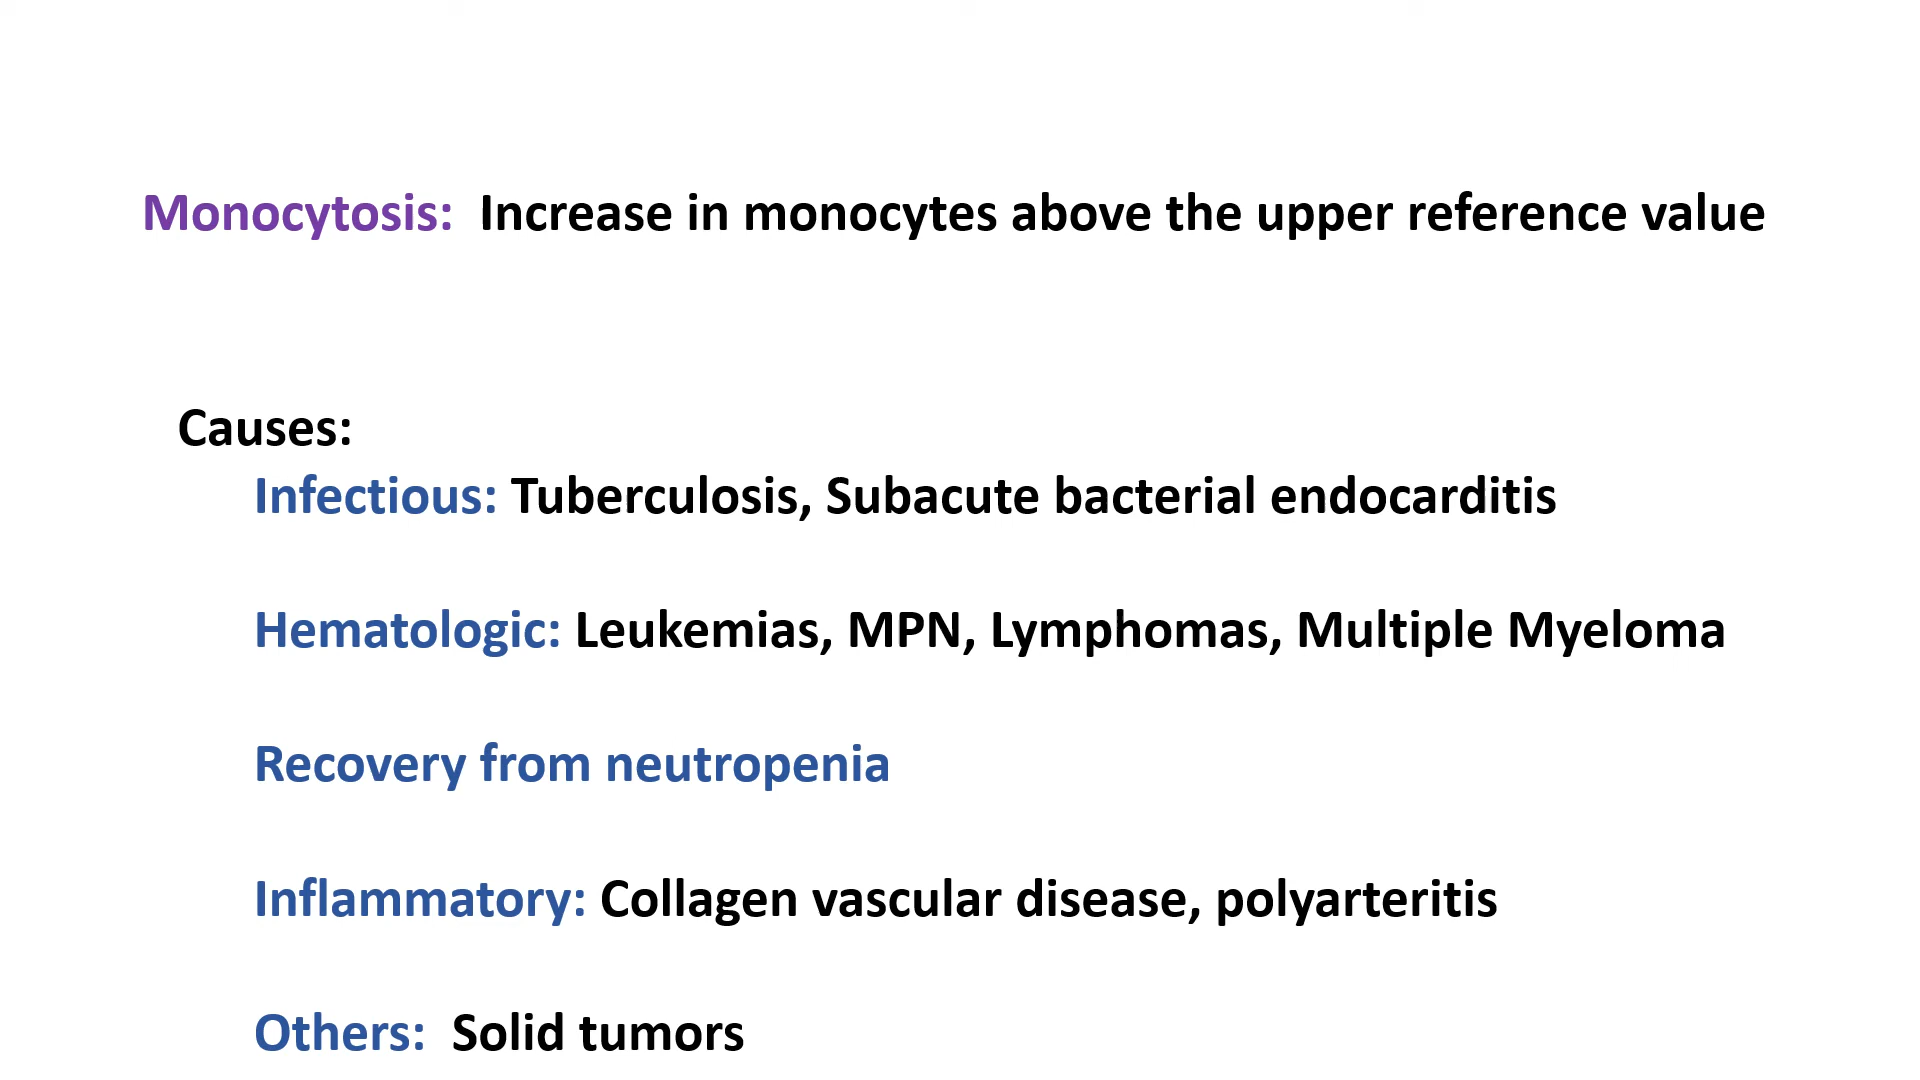 Monocytosis: Increase in monocytes above the upper reference value
Causes:
Infectious: Tuberculosis, Subacute bacterial endocarditis
Hematologic: Leukemias, MPN, Lymphomas, Multiple Myeloma
Recovery from neutropenia
Inflammatory: Collagen vascular disease, polyarteritis
Others: Solid tumors